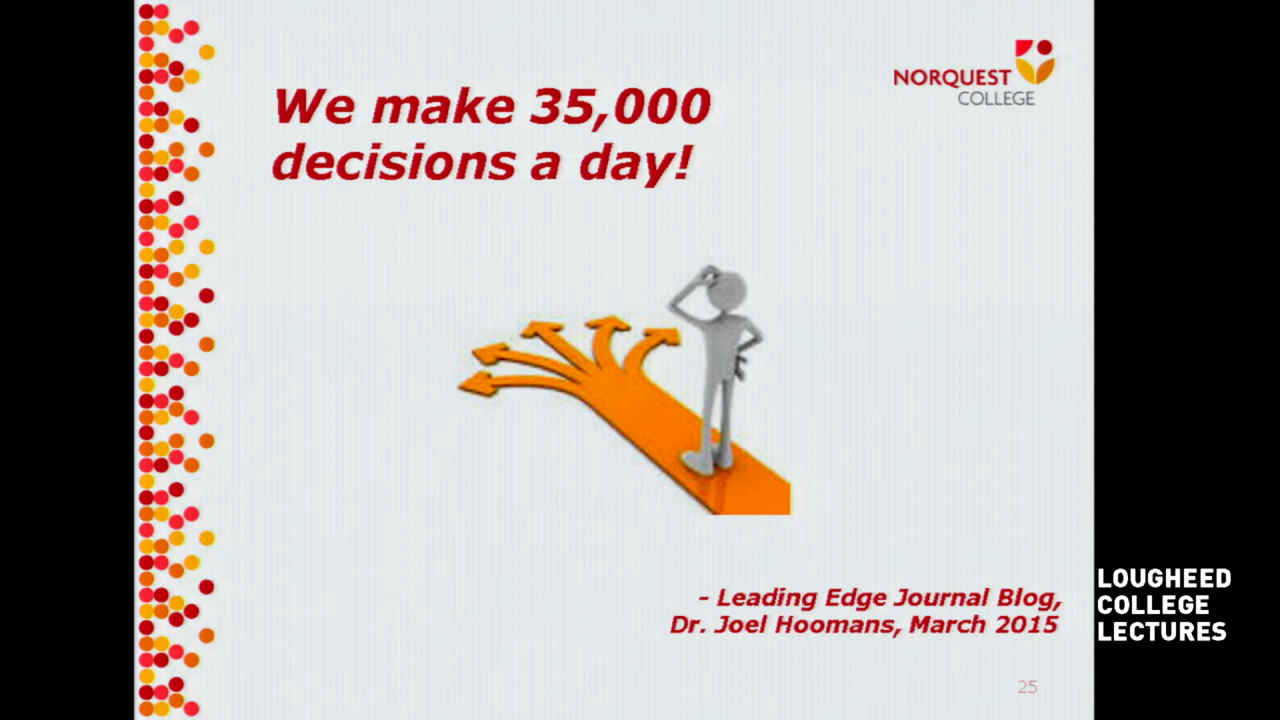 We make 35,000
decisions a day!
NORQUEST
COLLEGE
- Leading Edge Journal Blog,
Dr. Joel Hoomans, March 2015
LOUGHEED
COLLEGE
LECTURES
25